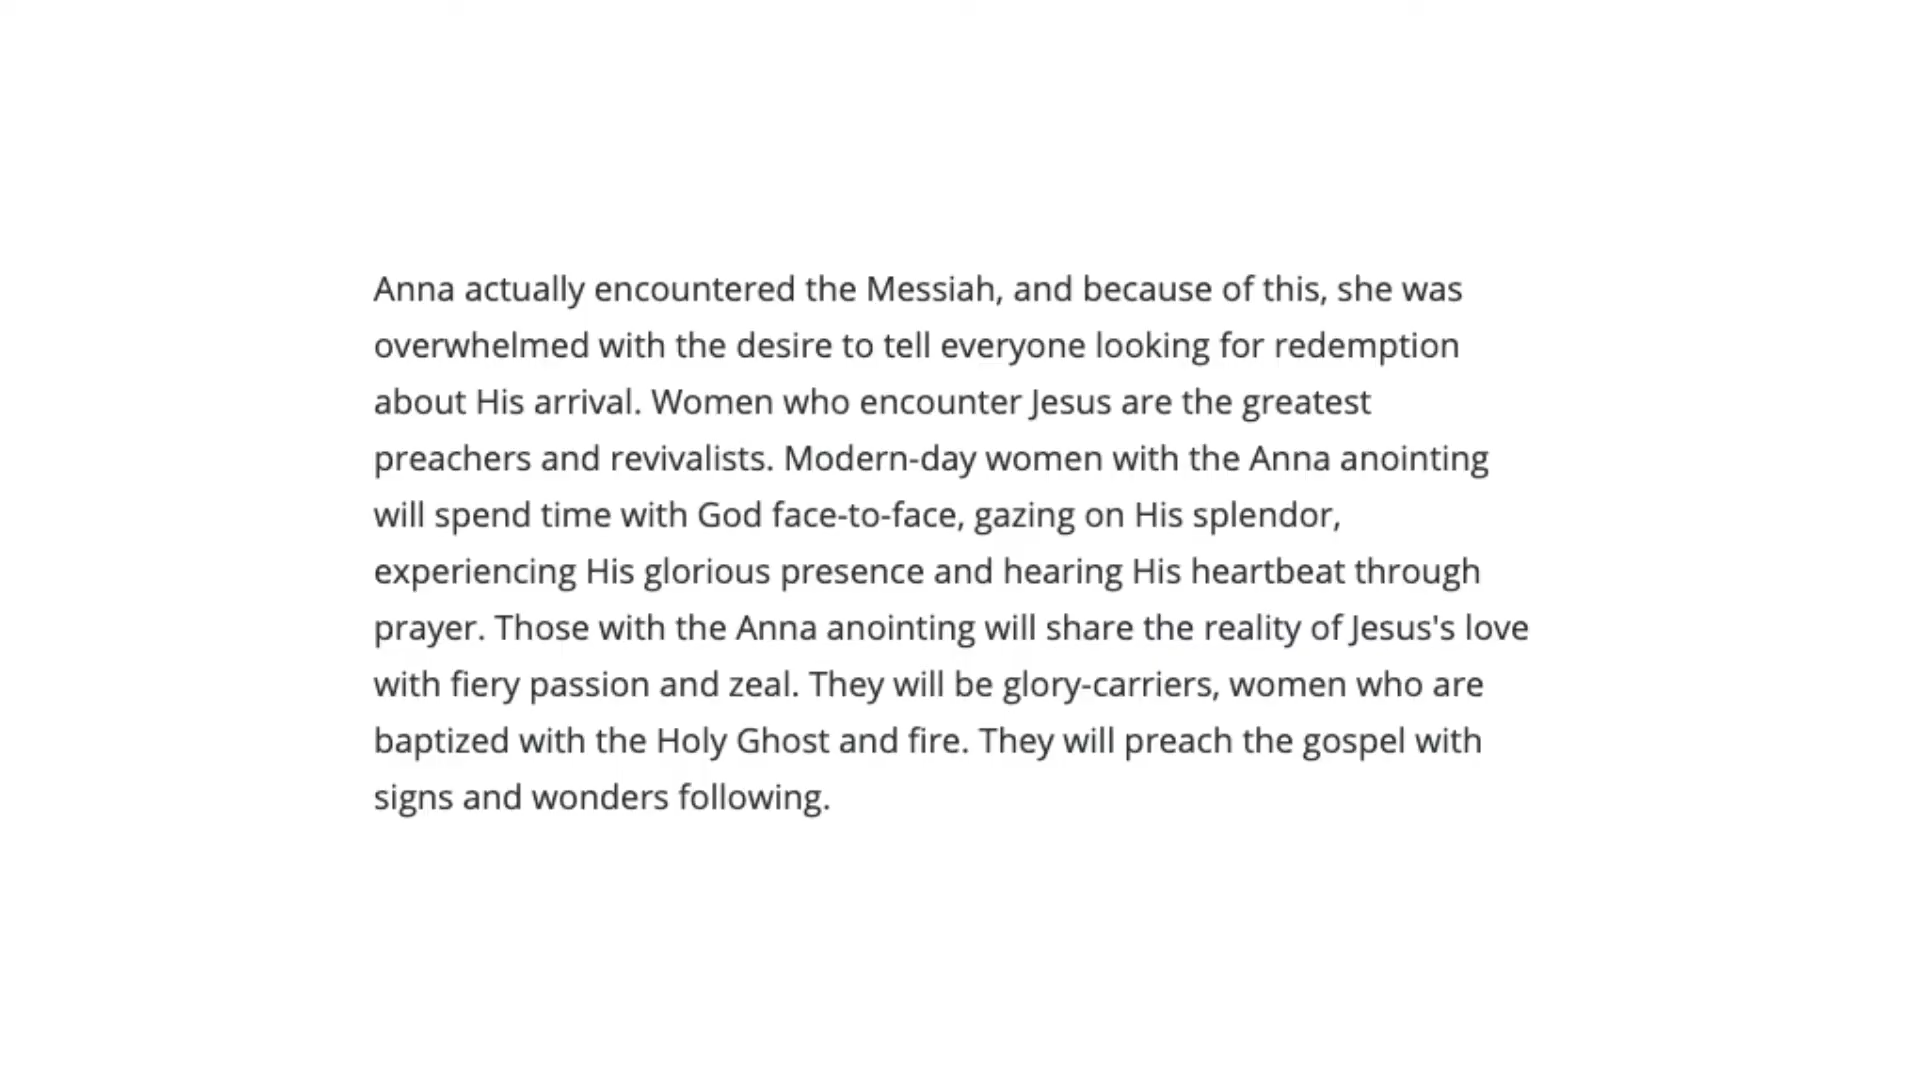 Anna actually encountered the Messiah, and because of this, she was
overwhelmed with the desire to tell everyone looking for redemption
about His arrival. Women who encounter Jesus are the greatest
preachers and revivalists. Modern-day women with the Anna anointing
will spend time with God face-to-face, gazing on His splendor,
experiencing His glorious presence and hearing His heartbeat through
prayer. Those with the Anna anointing will share the reality of Jesus's love
with fiery passion and zeal. They will be glory-carriers, women who are
baptized with the Holy Ghost and fire. They will preach the gospel with
signs and wonders following.